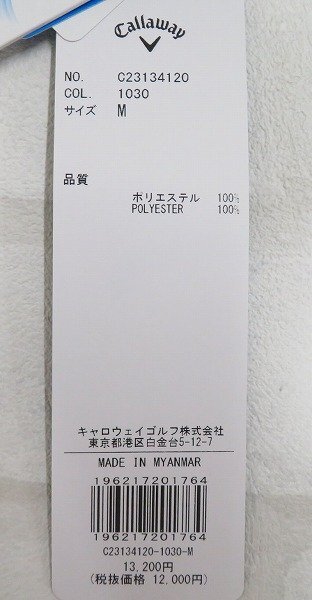 Callaway
NO. C23134120
COL. 1030
サイズ M
品質
ポリエステル 100%
POLYESTER 100%
キャロウェイゴルフ株式会社
東京都港区白金台5-12-7
MADE IN MYANMAR
196217201764
196217201764
C23134120-1030-M
13,200円
(税抜価格 12,000円)